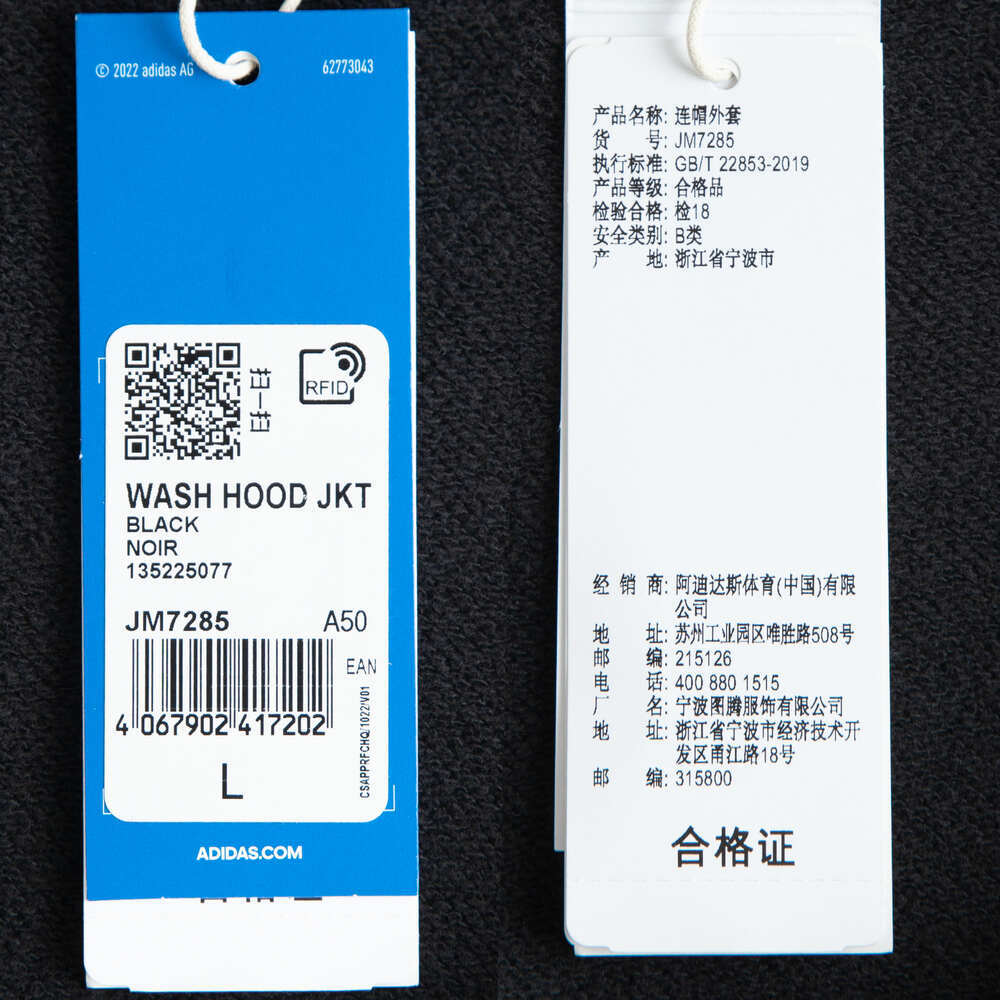 © 2022 adidas AG
62773043
扫一扫
RFID
WASH HOOD JKT
BLACK
NOIR
135225077
JM7285 A50
EAN
4 067902 417202
CSAPPRFCHQ/1022/V01
L
ADIDAS.COM
产品名称: 连帽外套
货 号: JM7285
执行标准: GB/T 22853-2019
产品等级: 合格品
检验合格: 检18
安全类别: B类
产 地: 浙江省宁波市
经 销 商: 阿迪达斯体育(中国)有限
公司
地 址: 苏州工业园区唯胜路508号
邮 编: 215126
电 话: 400 880 1515
厂 名: 宁波图腾服饰有限公司
地 址: 浙江省宁波市经济技术开
发区甬江路18号
邮 编: 315800
合格证